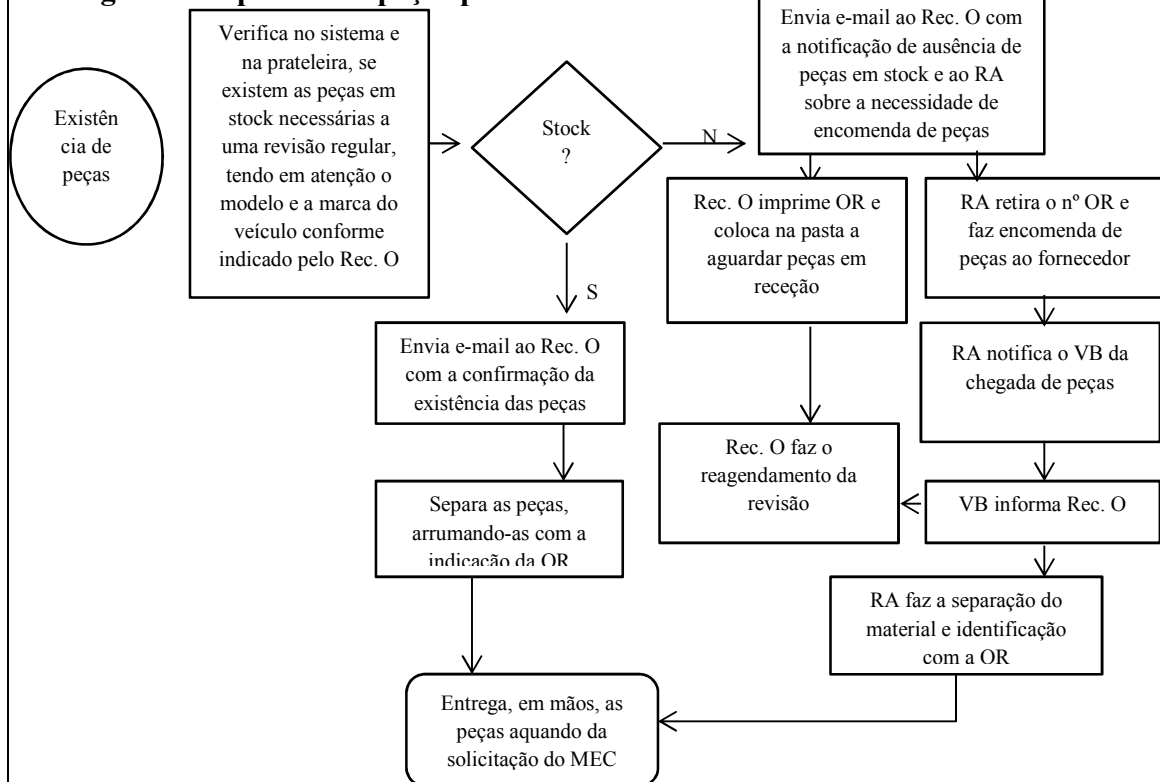 Existên
cia de
peças
Verifica no sistema e
na prateleira, se
existem as peças em
stock necessárias a
uma revisão regular,
tendo em atenção o
modelo e a marca do
veículo conforme
indicado pelo Rec. O
Stock
?
N
S
Envia e-mail ao Rec. O com
a notificação de ausência de
peças em stock e ao RA
sobre a necessidade de
encomenda de peças
Rec. O imprime OR e
coloca na pasta a
aguardar peças em
receção
RA retira o nº OR e
faz encomenda de
peças ao fornecedor
Envia e-mail ao Rec. O
com a confirmação da
existência das peças
RA notifica o VB da
chegada de peças
Rec. O faz o
reagendamento da
revisão
VB informa Rec. O
Separa as peças,
arrumando-as com a
indicação da OR
RA faz a separação do
material e identificação
com a OR
Entrega, em mãos, as
peças aquando da
solicitação do MEC